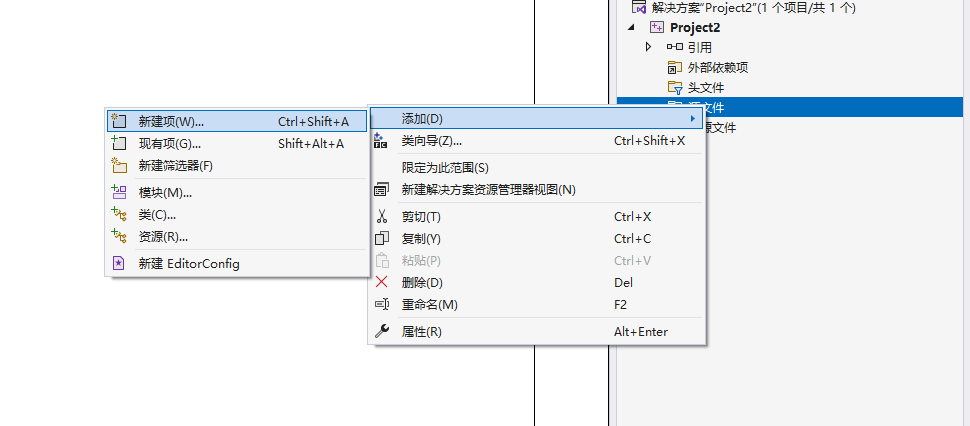 解决方案"Project2"(1 个项目/共 1 个)
Project2
引用
外部依赖项
头文件
源文件
源文件
添加(D)
类向导(Z)... Ctrl+Shift+X
限定为此范围(S)
新建解决方案资源管理器视图(N)
剪切(T) Ctrl+X
复制(Y) Ctrl+C
粘贴(P) Ctrl+V
删除(D) Del
重命名(M) F2
属性(R) Alt+Enter
新建项(W)... Ctrl+Shift+A
现有项(G)... Shift+Alt+A
新建筛选器(F)
模块(M)...
类(C)...
资源(R)...
新建 EditorConfig